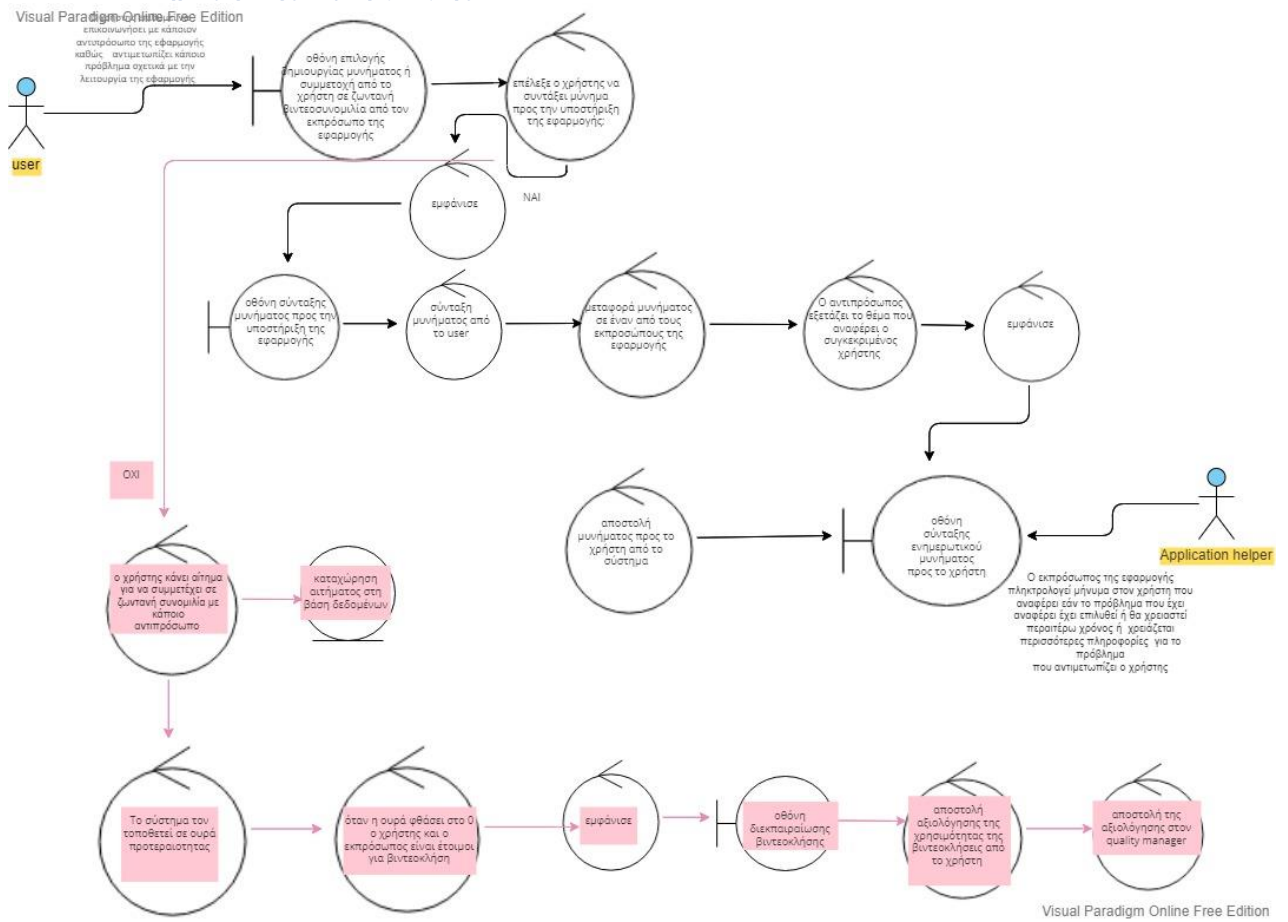 Visual Paradigm Online Free Edition
επικοινωνήσει με κάποιον
αντιπρόσωπο της εφαρμογής
καθώς αντιμετωπίζει κάποιο
πρόβλημα σχετικά με την
λειτουργία της εφαρμογής
user
οθόνη επιλογής
δημιουργίας μυνήματος ή
συμμετοχή από το
χρήστη σε ζωντανή
βιντεοσυνομιλία από τον
εκπρόσωπο της
εφαρμογής
επέλεξε ο χρήστης να
συντάξει μύνημα
προς την υποστήριξη
της εφαρμογής;
ΝΑΙ
εμφάνισε
οθόνη σύνταξης
μυνήματος προς την
υποστήριξη της
εφαρμογής
σύνταξη
μυνήματος από
το user
μεταφορά μυνήματος
σε έναν από τους
εκπροσώπους της
εφαρμογής
Ο αντιπρόσωπος
εξετάζει το θέμα που
αναφέρει ο
συγκεκριμένος
χρήστης
εμφάνισε
ΟΧΙ
αποστολή
μυνήματος προς το
χρήστη από το
σύστημα
οθόνη
σύνταξης
ενημερωτικού
μυνήματος
προς το χρήστη
Application helper
Ο εκπρόσωπος της εφαρμογής
πληκτρολογεί μήνυμα στον χρήστη που
αναφέρει εάν το πρόβλημα που έχει
αναφέρει έχει επιλυθεί ή θα χρειαστεί
περαιτέρω χρόνος ή χρειάζεται
περισσότερες πληροφορίες για το
πρόβλημα
που αντιμετωπίζει ο χρήστης
ο χρήστης κάνει αίτημα
για να συμμετέχει σε
ζωντανή συνομιλία με
κάποιο
αντιπρόσωπο
καταχώρηση
αιτήματος στη
βάση δεδομένων
Το σύστημα τον
τοποθετεί σε ουρά
προτεραιοτητας
όταν η ουρά φθάσει στο 0
ο χρήστης και ο
εκπρόσωπος είναι έτοιμοι
για βιντεοκλήση
εμφάνισε
οθόνη
διεκπαιραίωσης
βιντεοκλήσης
αποστολή
αξιολόγησης της
χρησιμότητας της
βιντεοκλήσεις απο
το χρήστη
αποστολή της
αξιολόγησης στον
quality manager
Visual Paradigm Online Free Edition